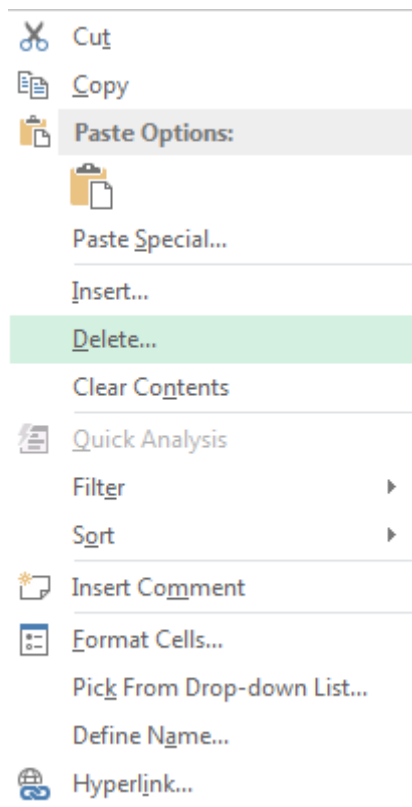 Cut
Copy
Paste Options:
Paste Special...
Insert...
Delete...
Clear Contents
Quick Analysis
Filter
Sort
Insert Comment
Format Cells...
Pick From Drop-down List...
Define Name...
Hyperlink...